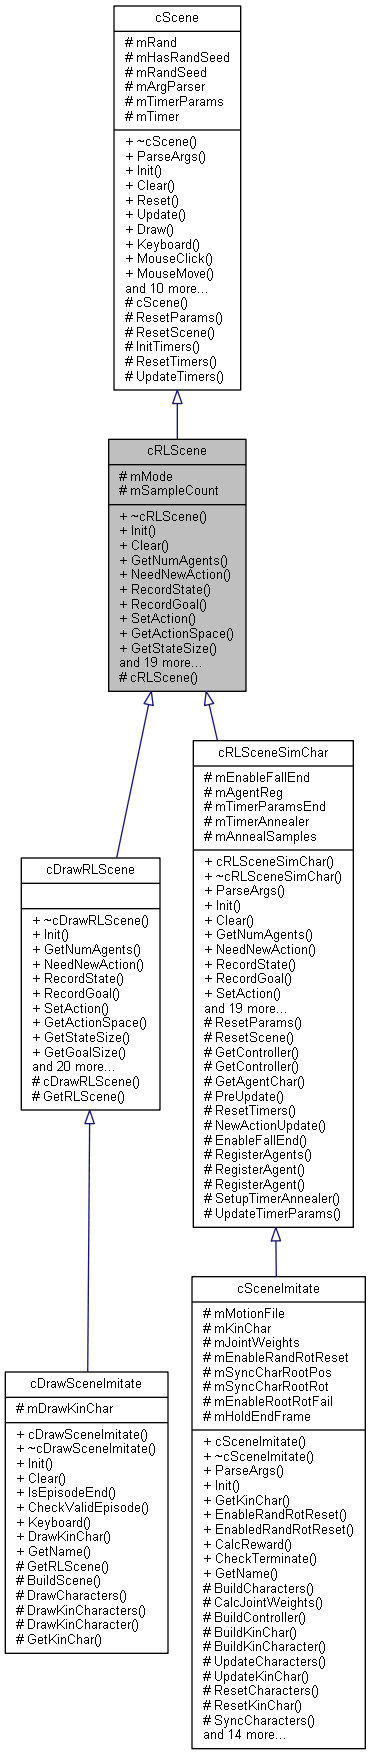 cScene
# mRand
# mHasRandSeed
# mRandSeed
# mArgParser
# mTimerParams
# mTimer
+ ~cScene()
+ ParseArgs()
+ Init()
+ Clear()
+ Reset()
+ Update()
+ Draw()
+ Keyboard()
+ MouseClick()
+ MouseMove()
and 10 more...
# cScene()
# ResetParams()
# ResetScene()
# InitTimers()
# ResetTimers()
# UpdateTimers()
cRLScene
# mMode
# mSampleCount
+ ~cRLScene()
+ Init()
+ Clear()
+ GetNumAgents()
+ NeedNewAction()
+ RecordState()
+ RecordGoal()
+ SetAction()
+ GetActionSpace()
+ GetStateSize()
and 19 more...
# cRLScene()
cRLSceneSimChar
# mEnableFallEnd
# mAgentReg
# mTimerParamsEnd
# mTimerAnnealer
# mAnnealSamples
+ cRLSceneSimChar()
+ ~cRLSceneSimChar()
+ ParseArgs()
+ Init()
+ Clear()
+ GetNumAgents()
+ NeedNewAction()
+ RecordState()
+ RecordGoal()
+ SetAction()
and 19 more...
# ResetParams()
# ResetScene()
# GetController()
# GetController()
# GetAgentChar()
# PreUpdate()
# ResetTimers()
# NewActionUpdate()
# EnableFallEnd()
# RegisterAgents()
# RegisterAgent()
# RegisterAgent()
# SetupTimerAnnealer()
# UpdateTimerParams()
cDrawRLScene
+ ~cDrawRLScene()
+ Init()
+ GetNumAgents()
+ NeedNewAction()
+ RecordState()
+ RecordGoal()
+ SetAction()
+ GetActionSpace()
+ GetStateSize()
+ GetGoalSize()
and 20 more...
# cDrawRLScene()
# GetRLScene()
cSceneImitate
# mMotionFile
# mKinChar
# mJointWeights
# mEnableRandRotReset
# mSyncCharRootPos
# mSyncCharRootRot
# mEnableRootRotFail
# mHoldEndFrame
+ cSceneImitate()
+ ~cSceneImitate()
+ ParseArgs()
+ Init()
+ GetKinChar()
+ EnableRandRotReset()
+ EnabledRandRotReset()
+ CalcReward()
+ CheckTerminate()
+ GetName()
# BuildCharacters()
# CalcJointWeights()
# BuildController()
# BuildKinChar()
# BuildKinCharacter()
# UpdateCharacters()
# UpdateKinChar()
# ResetCharacters()
# ResetKinChar()
# SyncCharacters()
and 14 more...
cDrawSceneImitate
# mDrawKinChar
+ cDrawSceneImitate()
+ ~cDrawSceneImitate()
+ Init()
+ Clear()
+ IsEpisodeEnd()
+ CheckValidEpisode()
+ Keyboard()
+ DrawKinChar()
+ GetName()
# GetRLScene()
# BuildScene()
# DrawCharacters()
# DrawKinCharacters()
# DrawKinCharacter()
# GetKinChar()